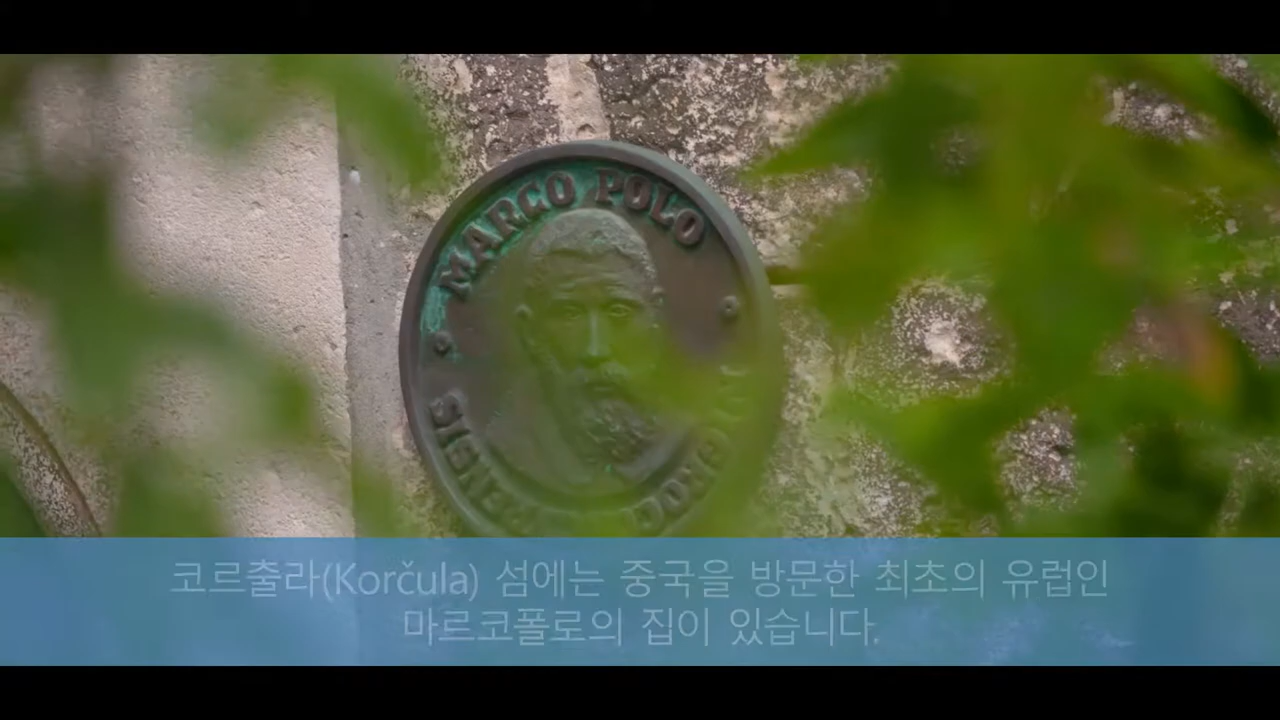 MARCO POLO
코르출라(Korčula) 섬에는 중국을 방문한 최초의 유럽인
마르코폴로의 집이 있습니다.